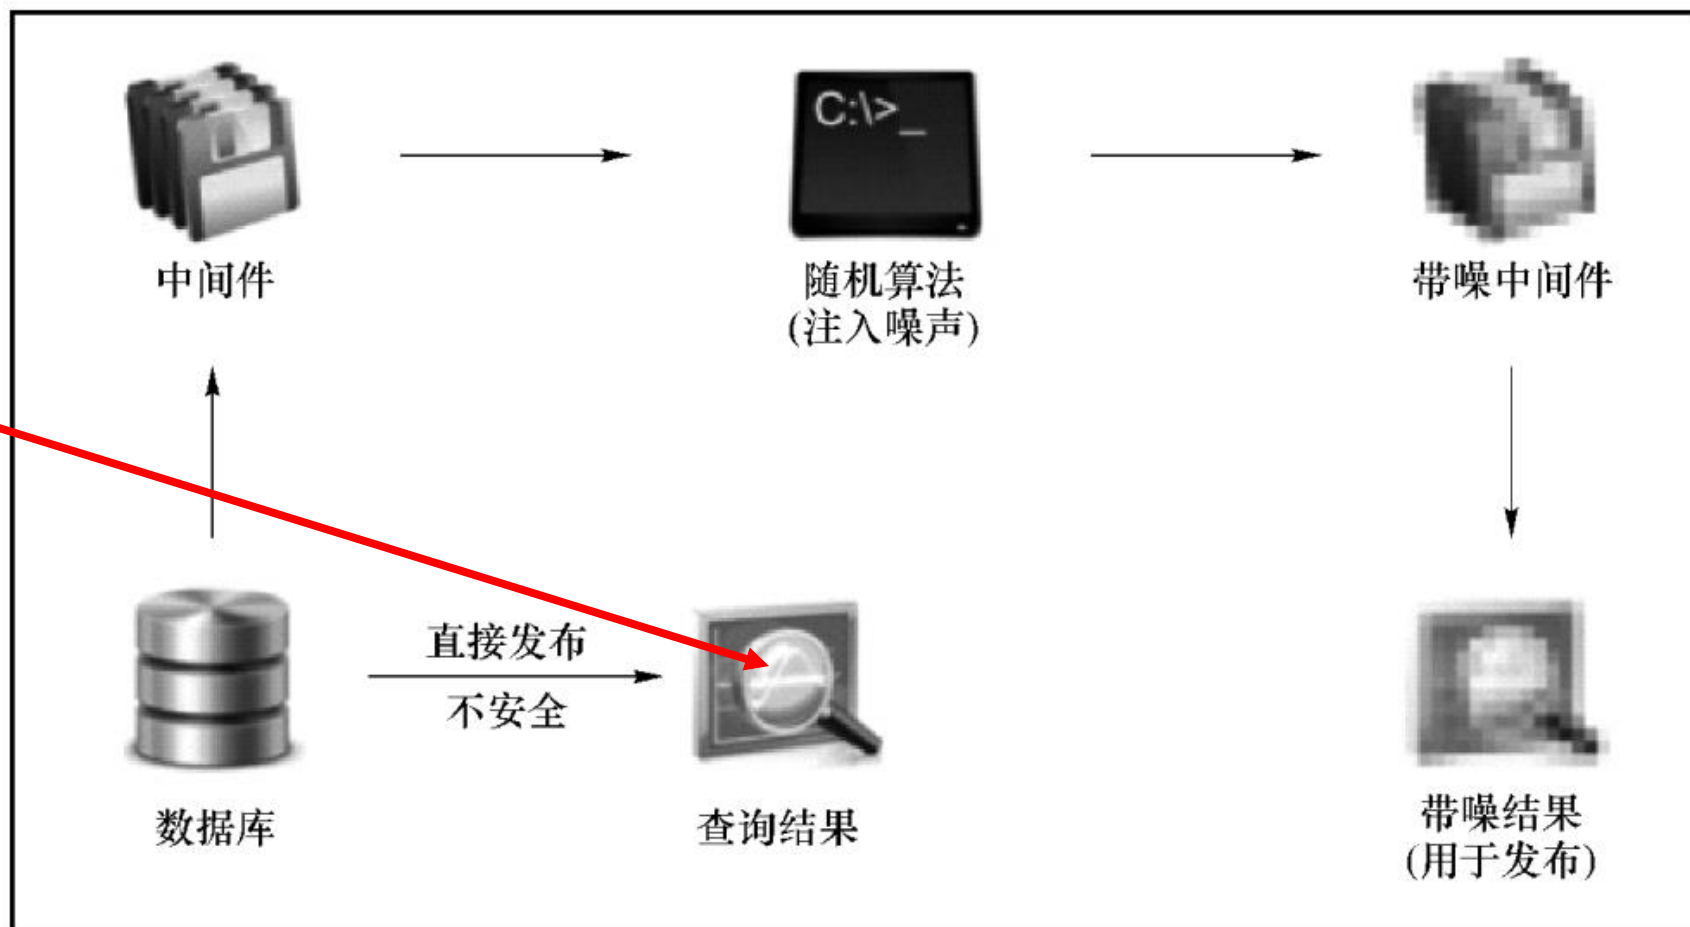 C:\>_
中间件
随机算法
(注入噪声)
带噪中间件
直接发布
不安全
数据库
查询结果
带噪结果
(用于发布)